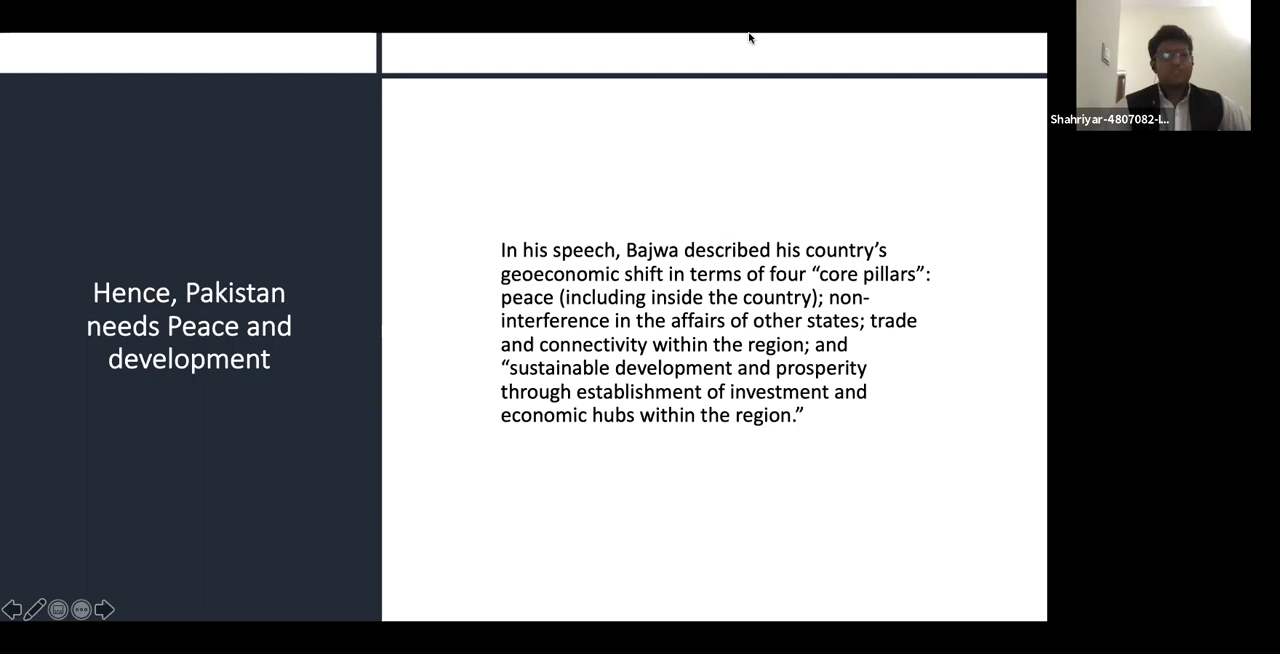 Hence, Pakistan
needs Peace and
development
In his speech, Bajwa described his country’s
geoeconomic shift in terms of four “core pillars”:
peace (including inside the country); non-
interference in the affairs of other states; trade
and connectivity within the region; and
“sustainable development and prosperity
through establishment of investment and
economic hubs within the region.”
Shahriyar-4807082-I...